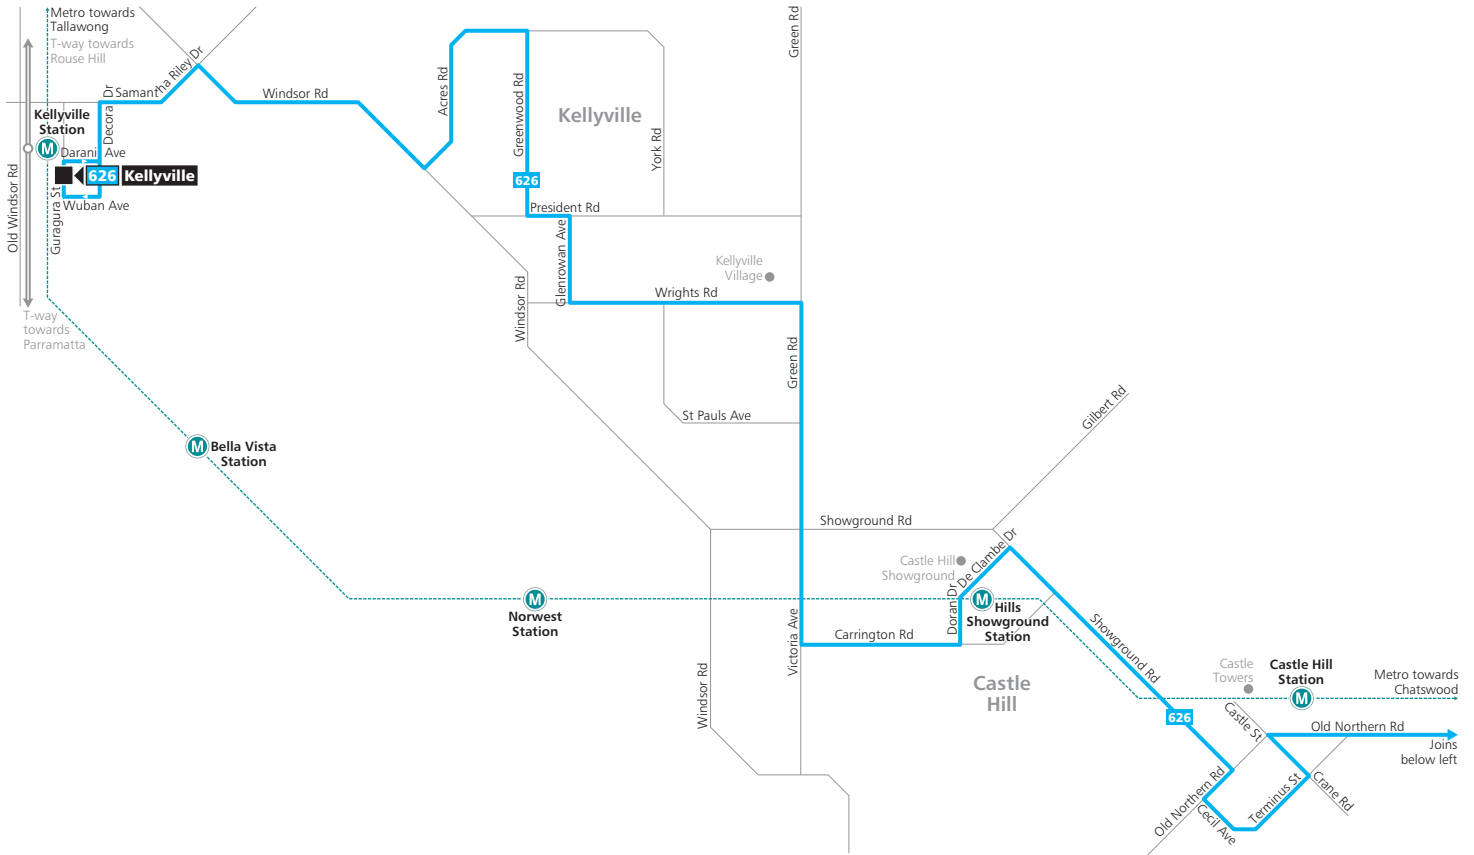 Metro towards
Tallawong
T-way towards
Rouse Hill
Kellyville
Station
M
Old Windsor Rd
Samantha Riley Dr
Decora Dr
Darani Ave
626 Kellyville
Guragura St
Wuban Ave
T-way
towards
Parramatta
Windsor Rd
Acres Rd
Greenwood Rd
Kellyville
York Rd
Green Rd
626
President Rd
Glenrowan Ave
Kellyville
Village
Windsor Rd
Wrights Rd
Green Rd
St Pauls Ave
Gilbert Rd
M
Bella Vista
Station
Showground Rd
Castle Hill
Showground
De Clambe Dr
M
Norwest
Station
Doran Dr
M
Hills
Showground
Station
Victoria Ave
Carrington Rd
Showground Rd
Windsor Rd
Castle
Hill
Castle
Towers
Castle Hill
Station
M
Metro towards
Chatswood
626
Castle St
Old Northern Rd
Joins
below left
Old Northern Rd
Cecil Ave
Terminus St
Crane Rd